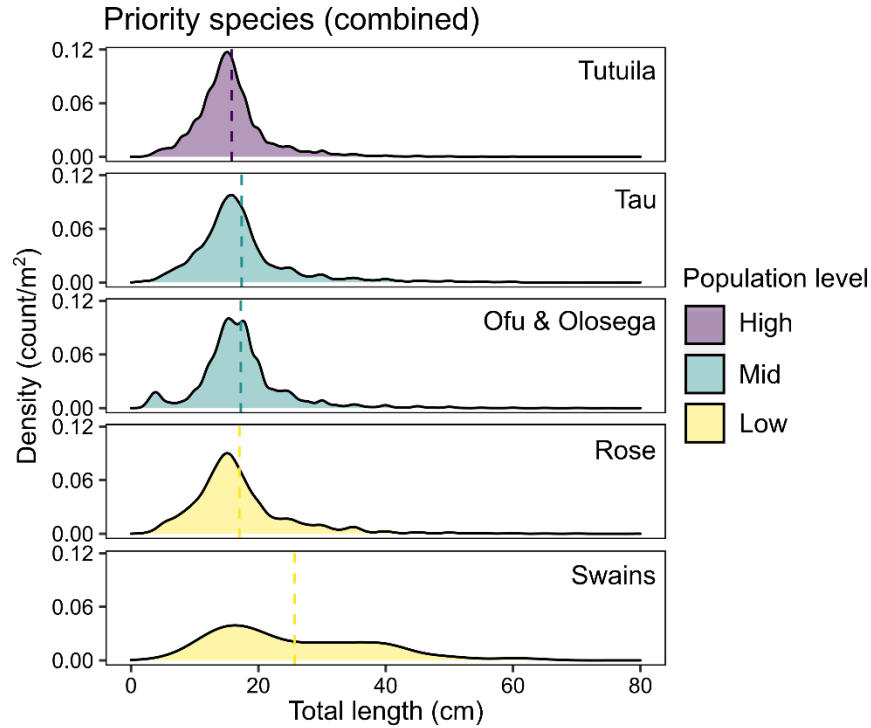 Priority species (combined)
Density (count/m²)
0.12
0.06
0.00
Tutuila
0.12
0.06
0.00
Tau
0.12
0.06
0.00
Ofu & Olosega
0.12
0.06
0.00
Rose
0.12
0.06
0.00
Swains
0 20 40 60 80
Total length (cm)
Population level
High
Mid
Low